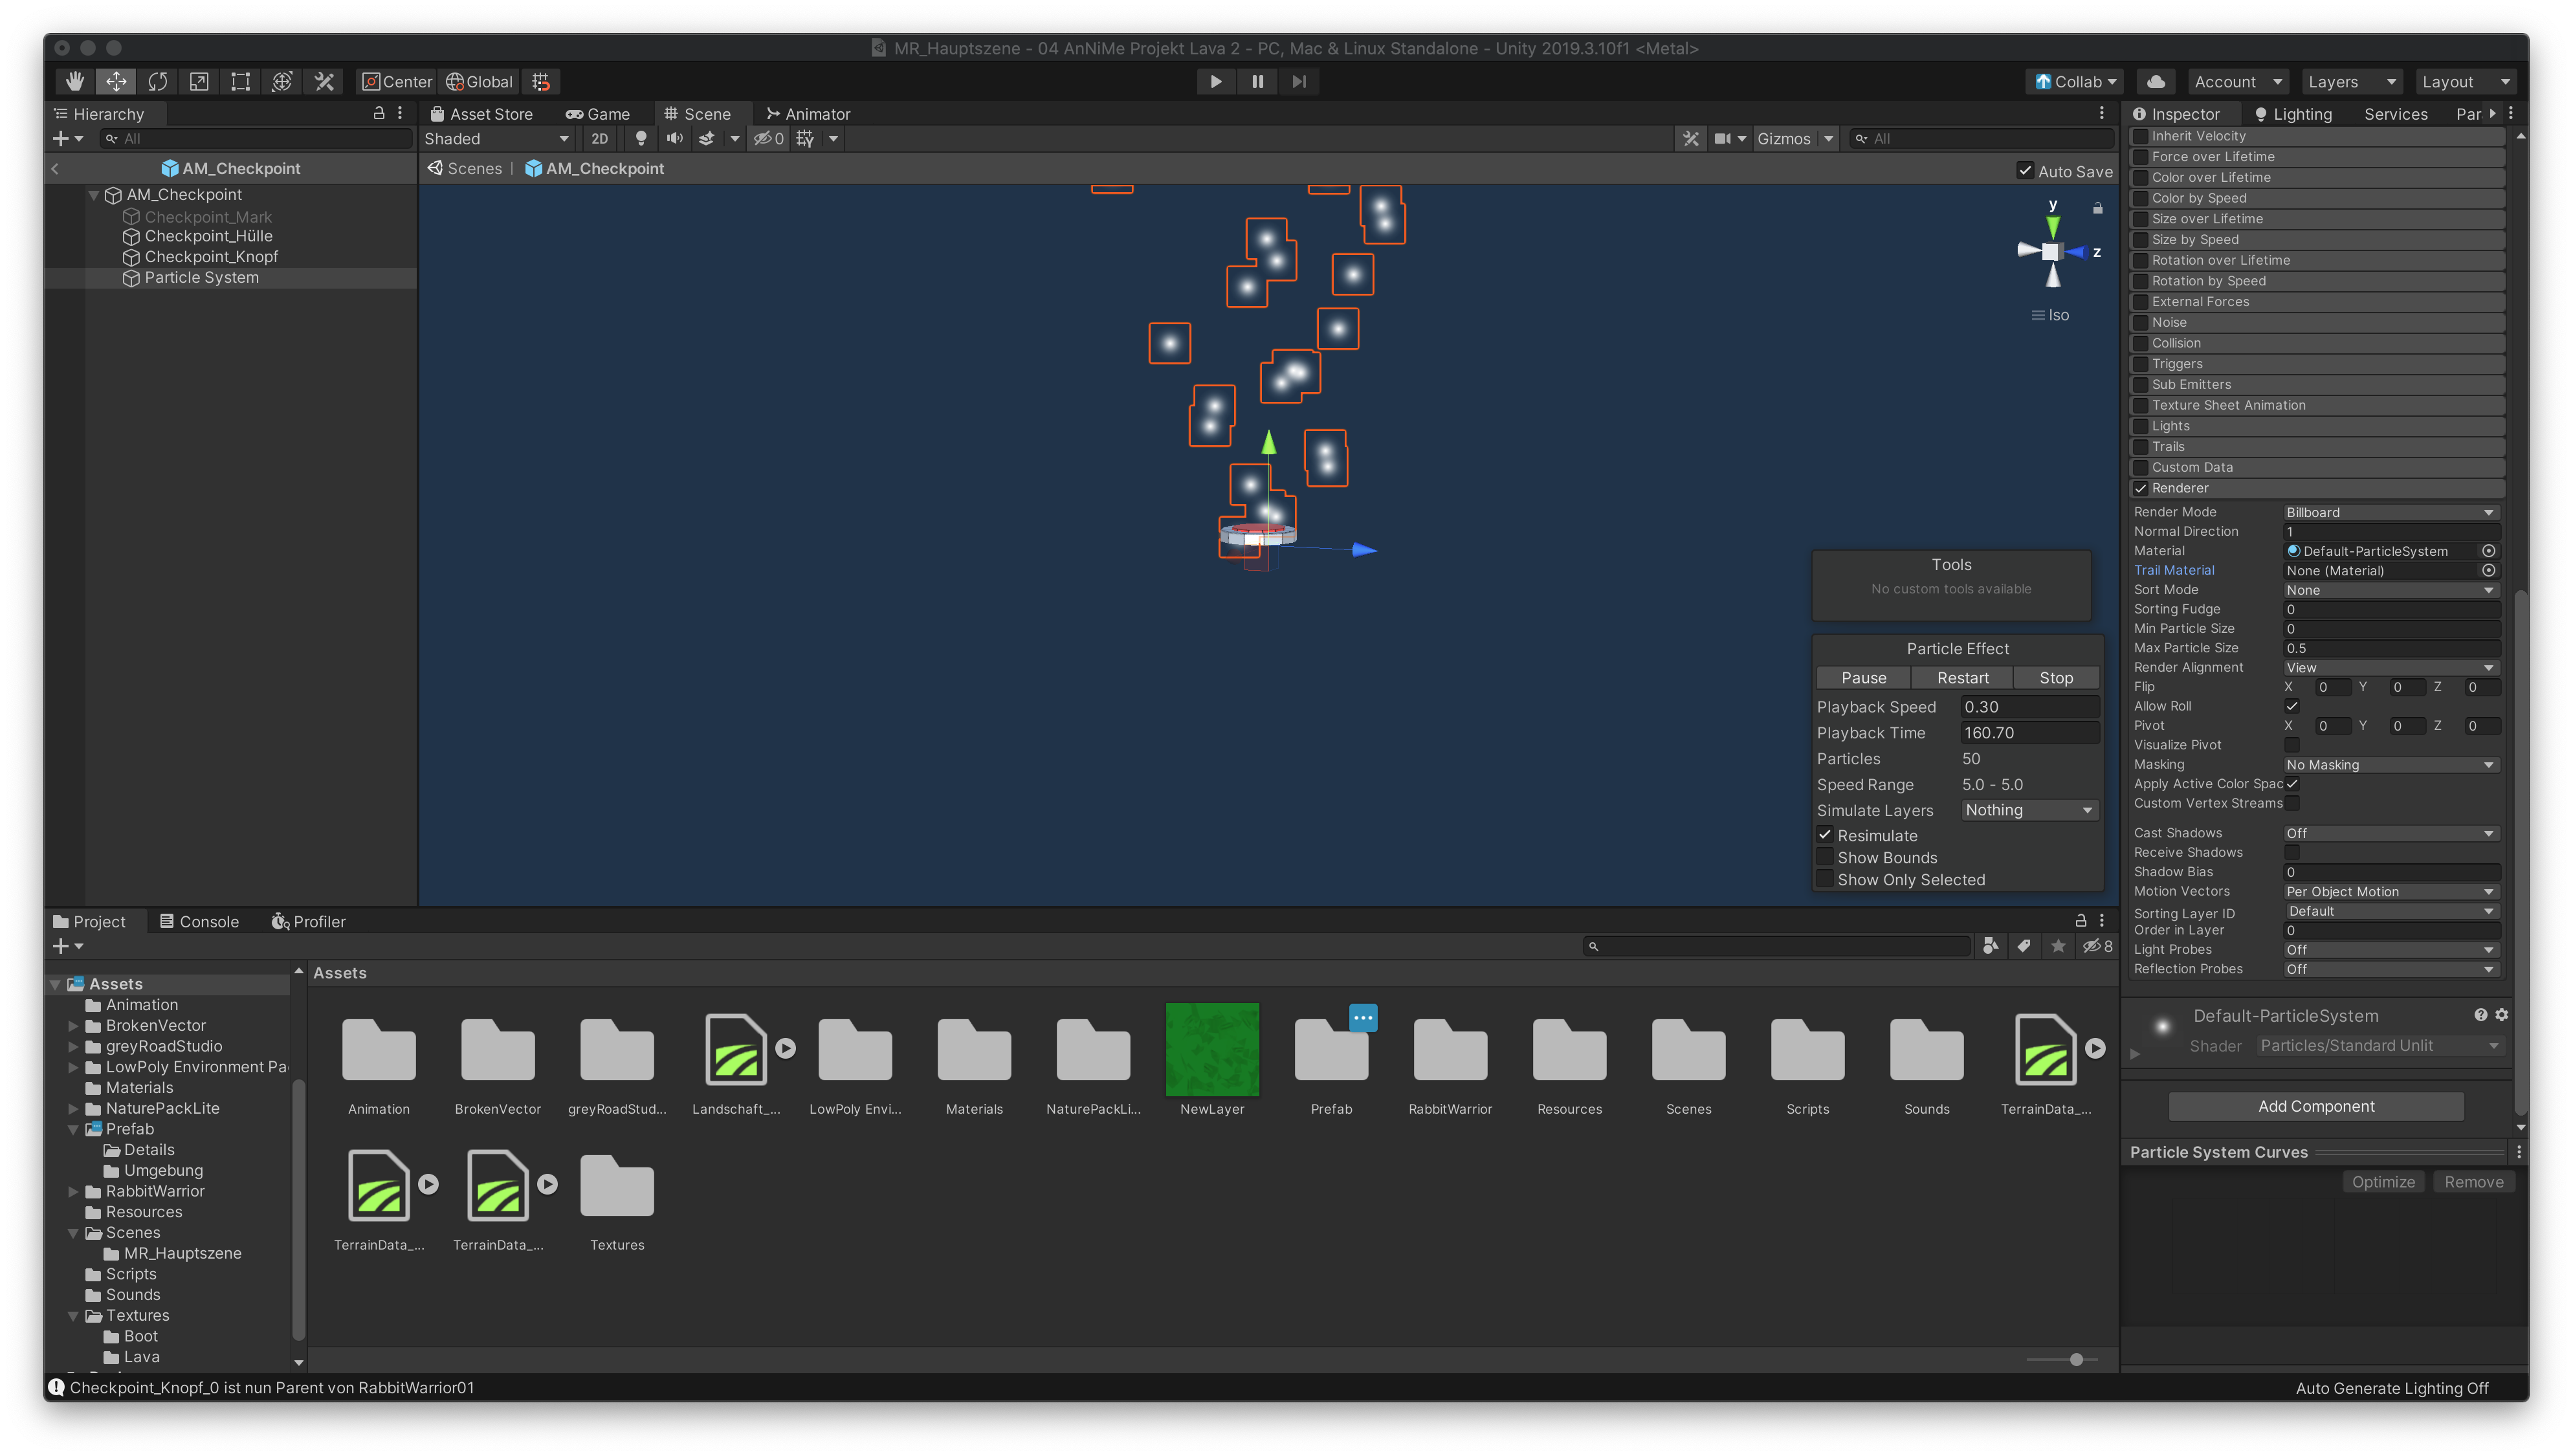 MR_Hauptszene - 04 AnNiMe Projekt Lava 2 - PC, Mac & Linux Standalone - Unity 2019.3.10f1 <Metal>
Center Global Collab Account Layers Layout
Hierarchy
All
AM_Checkpoint
AM_Checkpoint
Checkpoint_Mark
Checkpoint_Hülle
Checkpoint_Knopf
Particle System
Asset Store Game Scene Animator
Shaded 2D 0 Gizmos All
Scenes | AM_Checkpoint Auto Save
y
z
Iso
Tools
No custom tools available
Particle Effect
Pause Restart Stop
Playback Speed 0.30
Playback Time 160.70
Particles 50
Speed Range 5.0 - 5.0
Simulate Layers Nothing
Resimulate
Show Bounds
Show Only Selected
Inspector Lighting Services Par
Inherit Velocity
Force over Lifetime
Color over Lifetime
Color by Speed
Size over Lifetime
Size by Speed
Rotation over Lifetime
Rotation by Speed
External Forces
Noise
Collision
Triggers
Sub Emitters
Texture Sheet Animation
Lights
Trails
Custom Data
Renderer
Render Mode Billboard
Normal Direction 1
Material Default-ParticleSystem
Trail Material None (Material)
Sort Mode None
Sorting Fudge 0
Min Particle Size 0
Max Particle Size 0.5
Render Alignment View
Flip X 0 Y 0 Z 0
Allow Roll
Pivot X 0 Y 0 Z 0
Visualize Pivot
Masking No Masking
Apply Active Color Spac
Custom Vertex Streams
Cast Shadows Off
Receive Shadows
Shadow Bias 0
Motion Vectors Per Object Motion
Sorting Layer ID Default
Order in Layer 0
Light Probes Off
Reflection Probes Off
Default-ParticleSystem
Shader Particles/Standard Unlit
Add Component
Particle System Curves
Optimize Remove
Project Console Profiler
8
Assets
Animation
BrokenVector
greyRoadStudio
LowPoly Environment Pa
Materials
NaturePackLite
Prefab
Details
Umgebung
RabbitWarrior
Resources
Scenes
MR_Hauptszene
Scripts
Sounds
Textures
Boot
Lava
Assets
Animation BrokenVector greyRoadStud... Landschaft_... LowPoly Envi... Materials NaturePackLi... NewLayer Prefab RabbitWarrior Resources Scenes Scripts Sounds TerrainData_...
TerrainData_... TerrainData_... Textures
Checkpoint_Knopf_0 ist nun Parent von RabbitWarrior01
Auto Generate Lighting Off